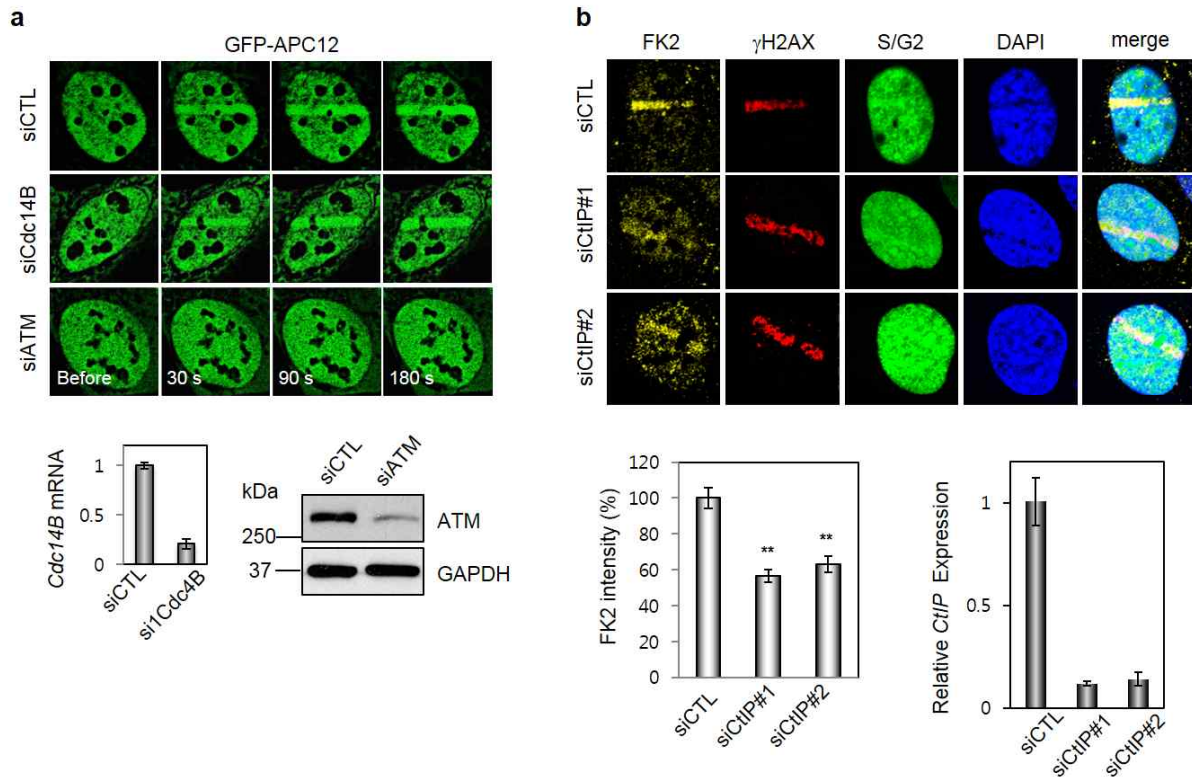 a
GFP-APC12
siCTL
siCdc14B
siATM
Before
30 s
90 s
180 s
Cdc14B mRNA
1
0.5
0
siCTL
si1Cdc4B
siCTL
siATM
kDa
250
37
ATM
GAPDH
b
FK2
γH2AX
S/G2
DAPI
merge
siCTL
siCtIP#1
siCtIP#2
FK2 intensity (%)
120
100
80
60
40
20
0
**
**
siCTL
siCtIP#1
siCtIP#2
Relative CtIP Expression
1
0.5
0
siCTL
siCtIP#1
siCtIP#2